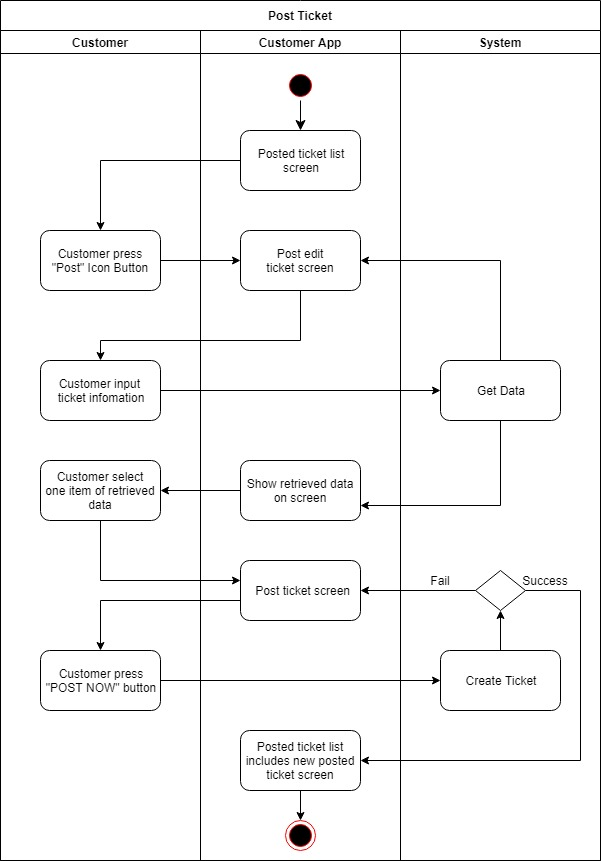 Post Ticket
Customer
Customer App
System
Posted ticket list
screen
Customer press
"Post" Icon Button
Post edit
ticket screen
Customer input
ticket infomation
Get Data
Customer select
one item of retrieved
data
Show retrieved data
on screen
Post ticket screen
Fail
Success
Customer press
"POST NOW" button
Create Ticket
Posted ticket list
includes new posted
ticket screen